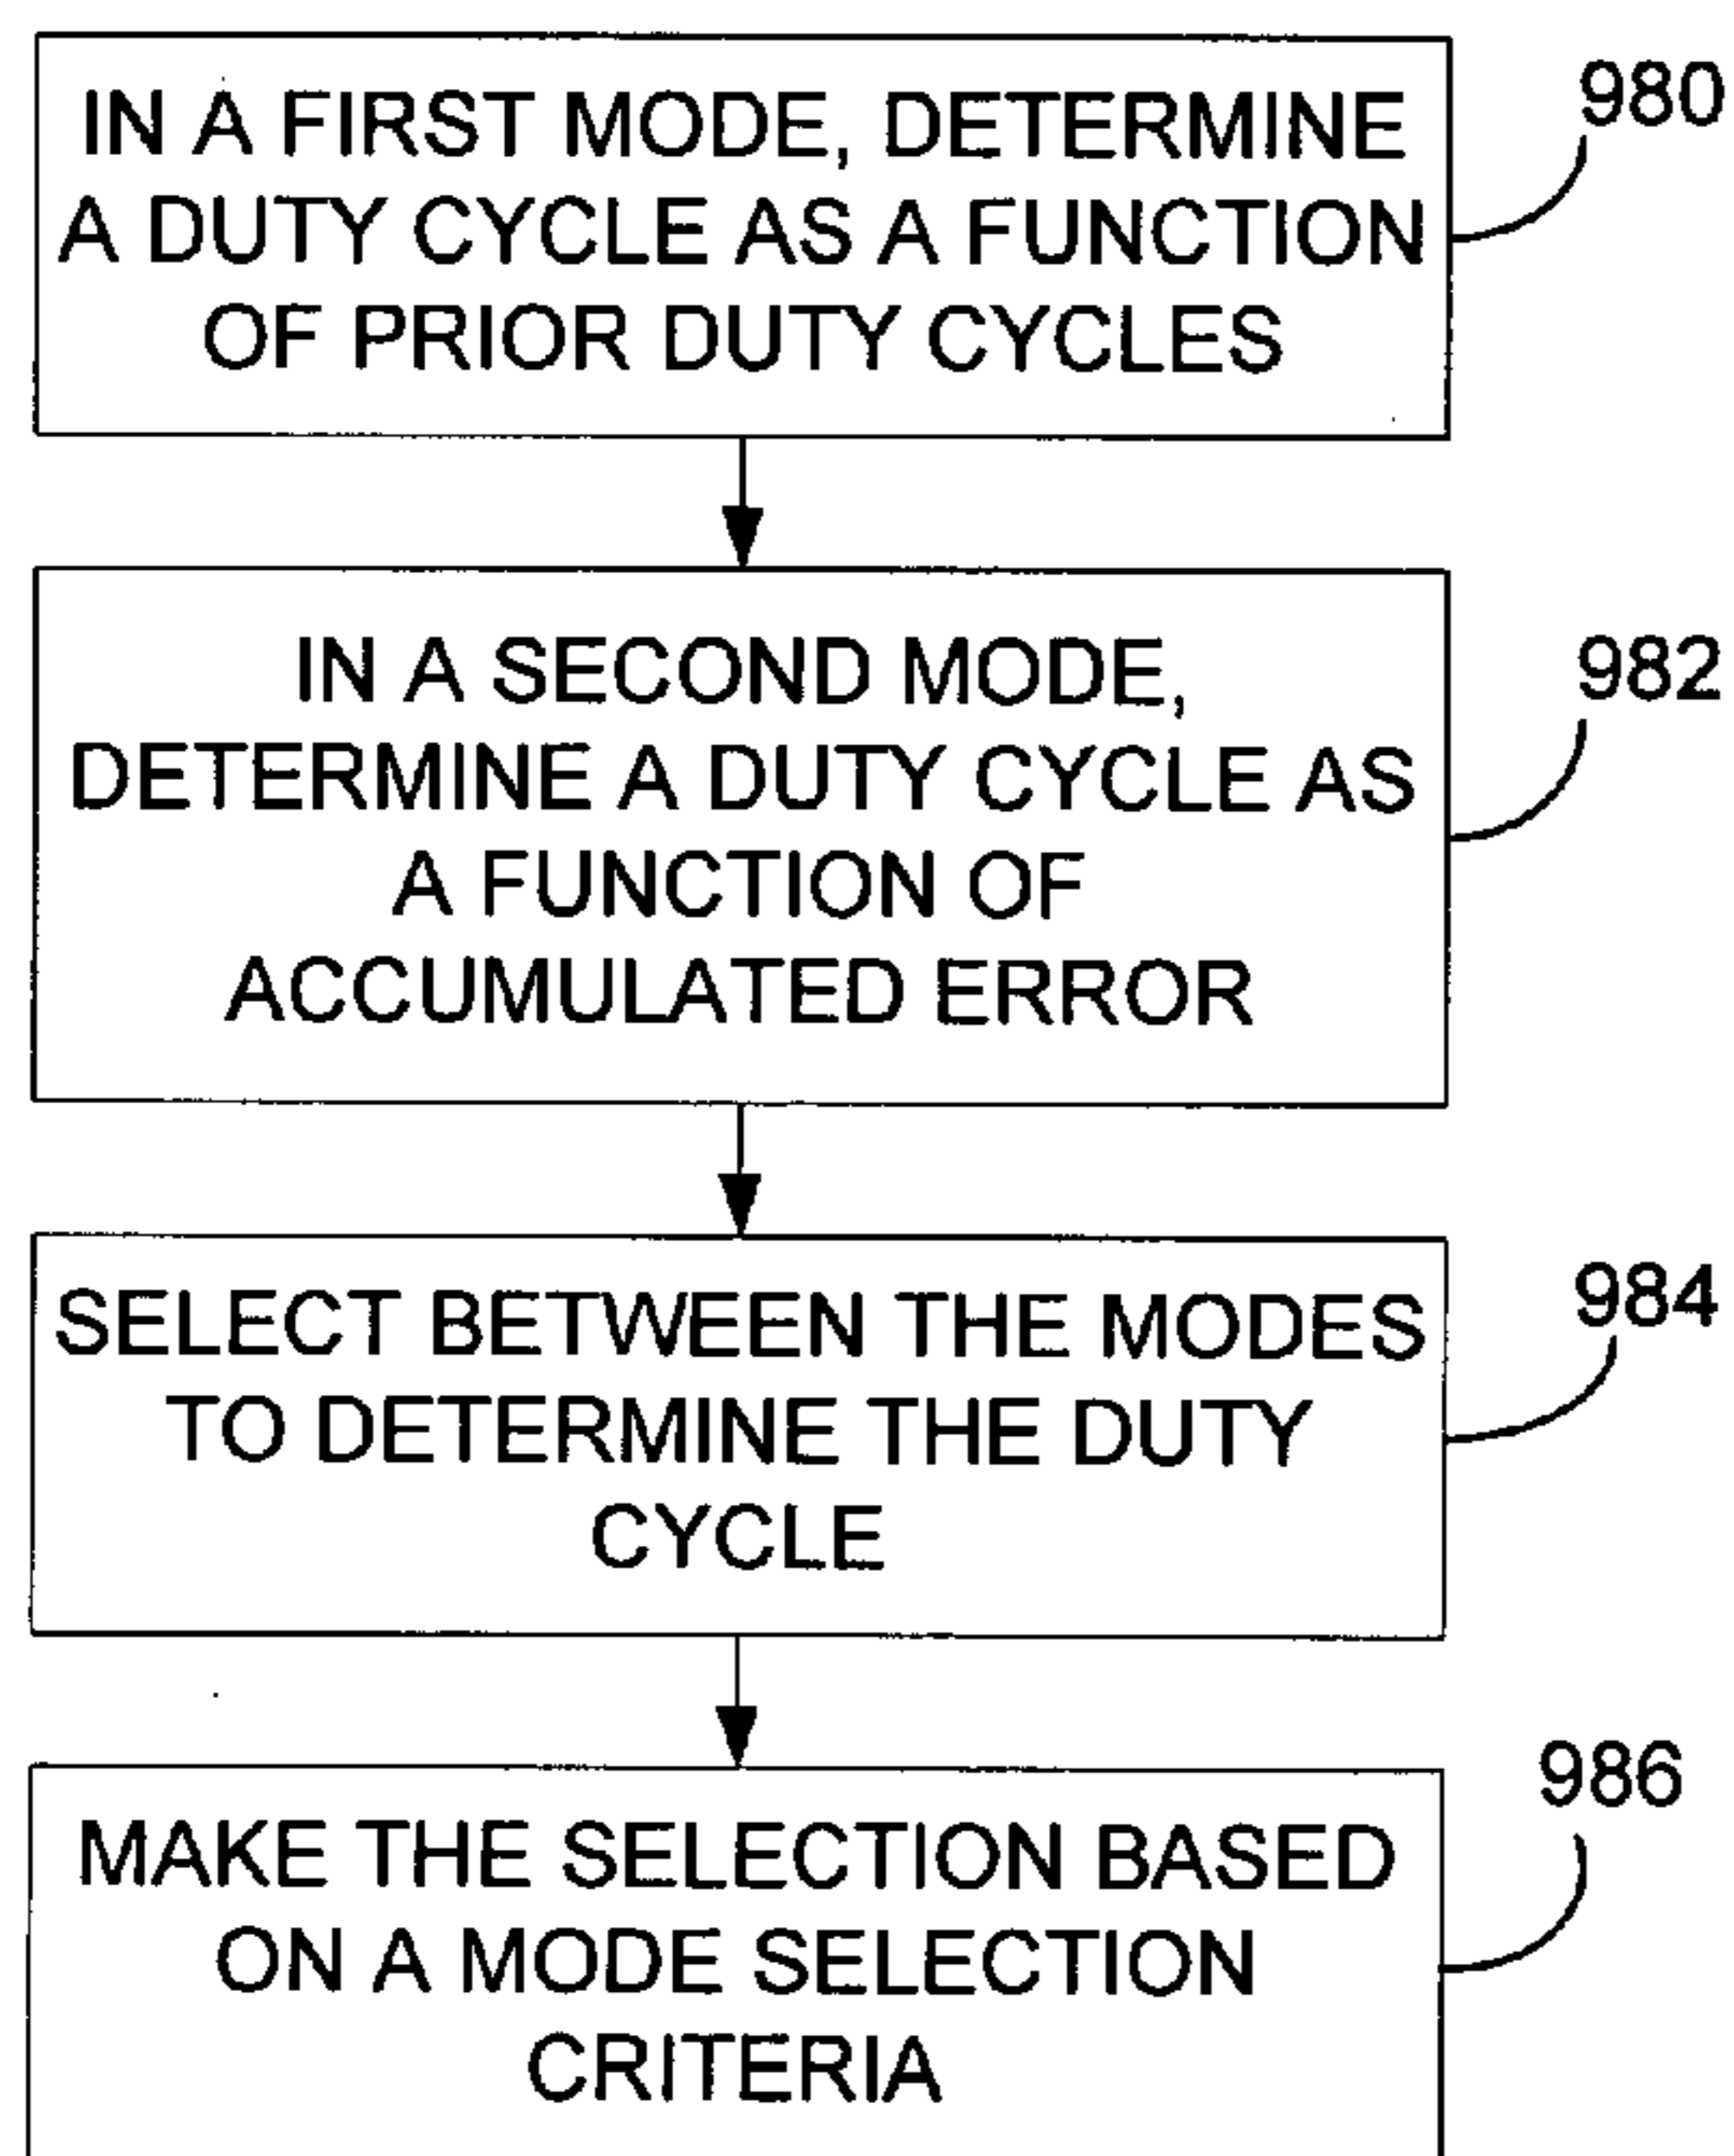 IN A FIRST MODE, DETERMINE
A DUTY CYCLE AS A FUNCTION
OF PRIOR DUTY CYCLES
980
IN A SECOND MODE,
DETERMINE A DUTY CYCLE AS
A FUNCTION OF
ACCUMULATED ERROR
982
SELECT BETWEEN THE MODES
TO DETERMINE THE DUTY
CYCLE
984
MAKE THE SELECTION BASED
ON A MODE SELECTION
CRITERIA
986